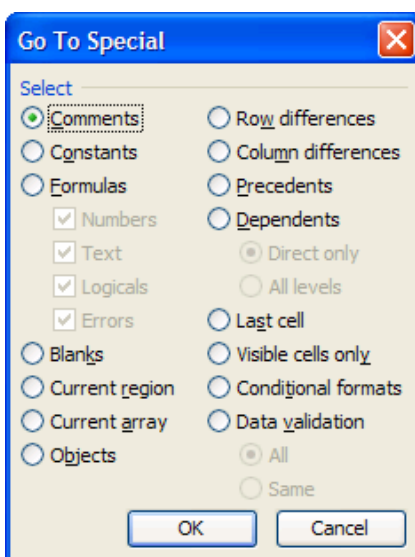 Go To Special
Select
Comments
Constants
Formulas
Numbers
Text
Logicals
Errors
Blanks
Current region
Current array
Objects
Row differences
Column differences
Precedents
Dependents
Direct only
All levels
Last cell
Visible cells only
Conditional formats
Data validation
All
Same
OK
Cancel